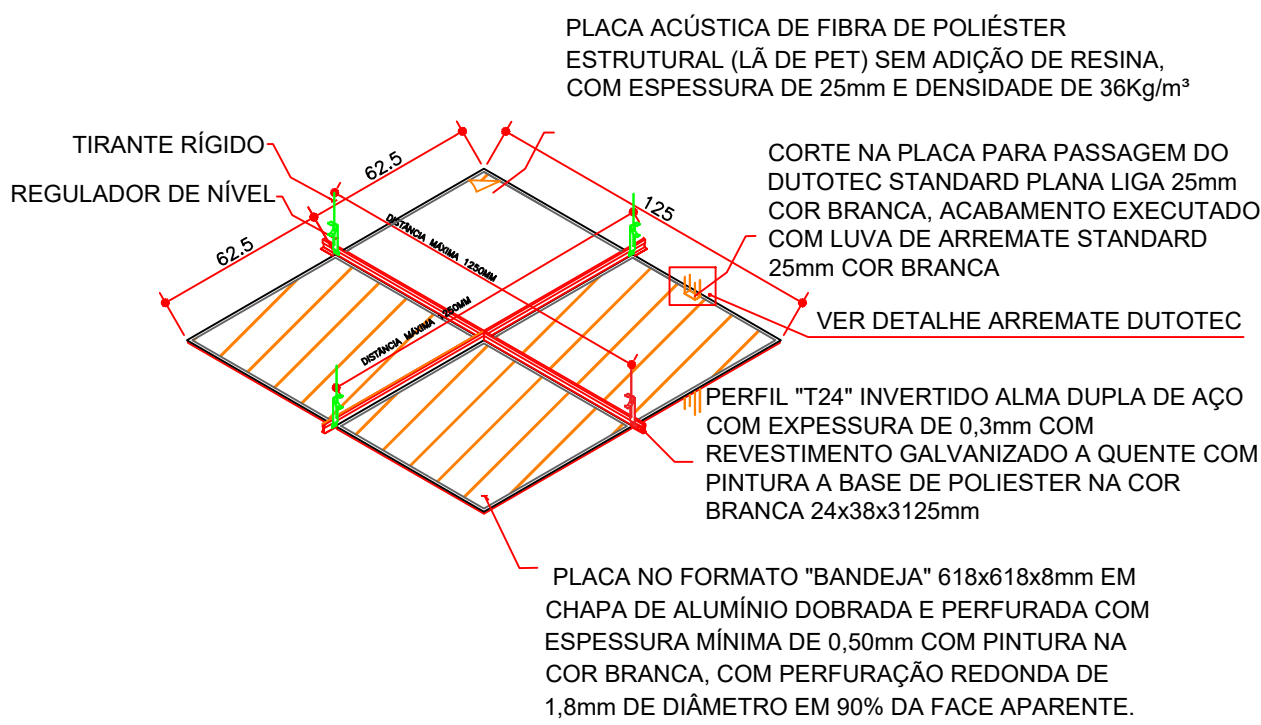 PLACA ACÚSTICA DE FIBRA DE POLIÉSTER
ESTRUTURAL (LÃ DE PET) SEM ADIÇÃO DE RESINA,
COM ESPESSURA DE 25mm E DENSIDADE DE 36Kg/m³
TIRANTE RÍGIDO
REGULADOR DE NÍVEL
62.5
62.5
125
DISTÂNCIA MÁXIMA 1250MM
DISTÂNCIA MÁXIMA 1250MM
CORTE NA PLACA PARA PASSAGEM DO
DUTOTEC STANDARD PLANA LIGA 25mm
COR BRANCA, ACABAMENTO EXECUTADO
COM LUVA DE ARREMATE STANDARD
25mm COR BRANCA
VER DETALHE ARREMATE DUTOTEC
PERFIL "T24" INVERTIDO ALMA DUPLA DE AÇO
COM EXPESSURA DE 0,3mm COM
REVESTIMENTO GALVANIZADO A QUENTE COM
PINTURA A BASE DE POLIESTER NA COR
BRANCA 24x38x3125mm
PLACA NO FORMATO "BANDEJA" 618x618x8mm EM
CHAPA DE ALUMÍNIO DOBRADA E PERFURADA COM
ESPESSURA MÍNIMA DE 0,50mm COM PINTURA NA
COR BRANCA, COM PERFURAÇÃO REDONDA DE
1,8mm DE DIÂMETRO EM 90% DA FACE APARENTE.